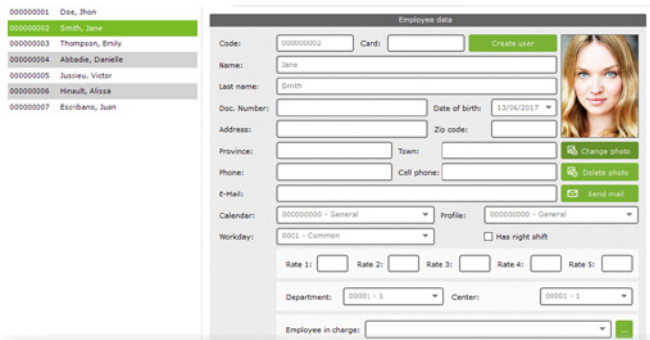 000000001 Doe, Jhon
000000002 Smith, Jane
000000003 Thompson, Emily
000000004 Abbadie, Danielle
000000005 Jussieu, Victor
000000006 Hinault, Alissa
000000007 Escribano, Juan
Employee data
Code: 000000002 Card: Create user
Name: Jane
Last name: Smith
Doc. Number: Date of birth: 13/06/2017
Address: Zip code:
Province: Town: Change photo
Phone: Cell phone: Delete photo
E-Mail: Send mail
Calendar: 000000000 - General Profile: 000000000 - General
Workday: 0001 - Common Has night shift
Rate 1: Rate 2: Rate 3: Rate 4: Rate 5:
Department: 00001 - 1 Center: 00001 - 1
Employee in charge: ...